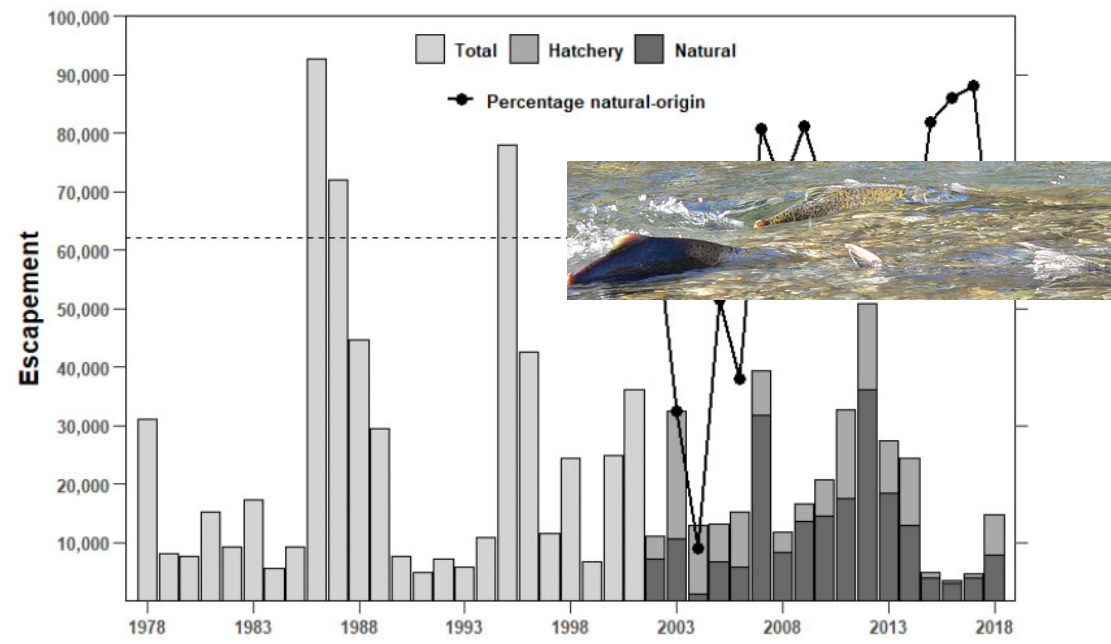 100,000
Total Hatchery Natural
90,000
Percentage natural-origin
80,000
70,000
60,000
50,000
40,000
30,000
20,000
10,000
Escapement
1978 1983 1988 1993 1998 2003 2008 2013 2018